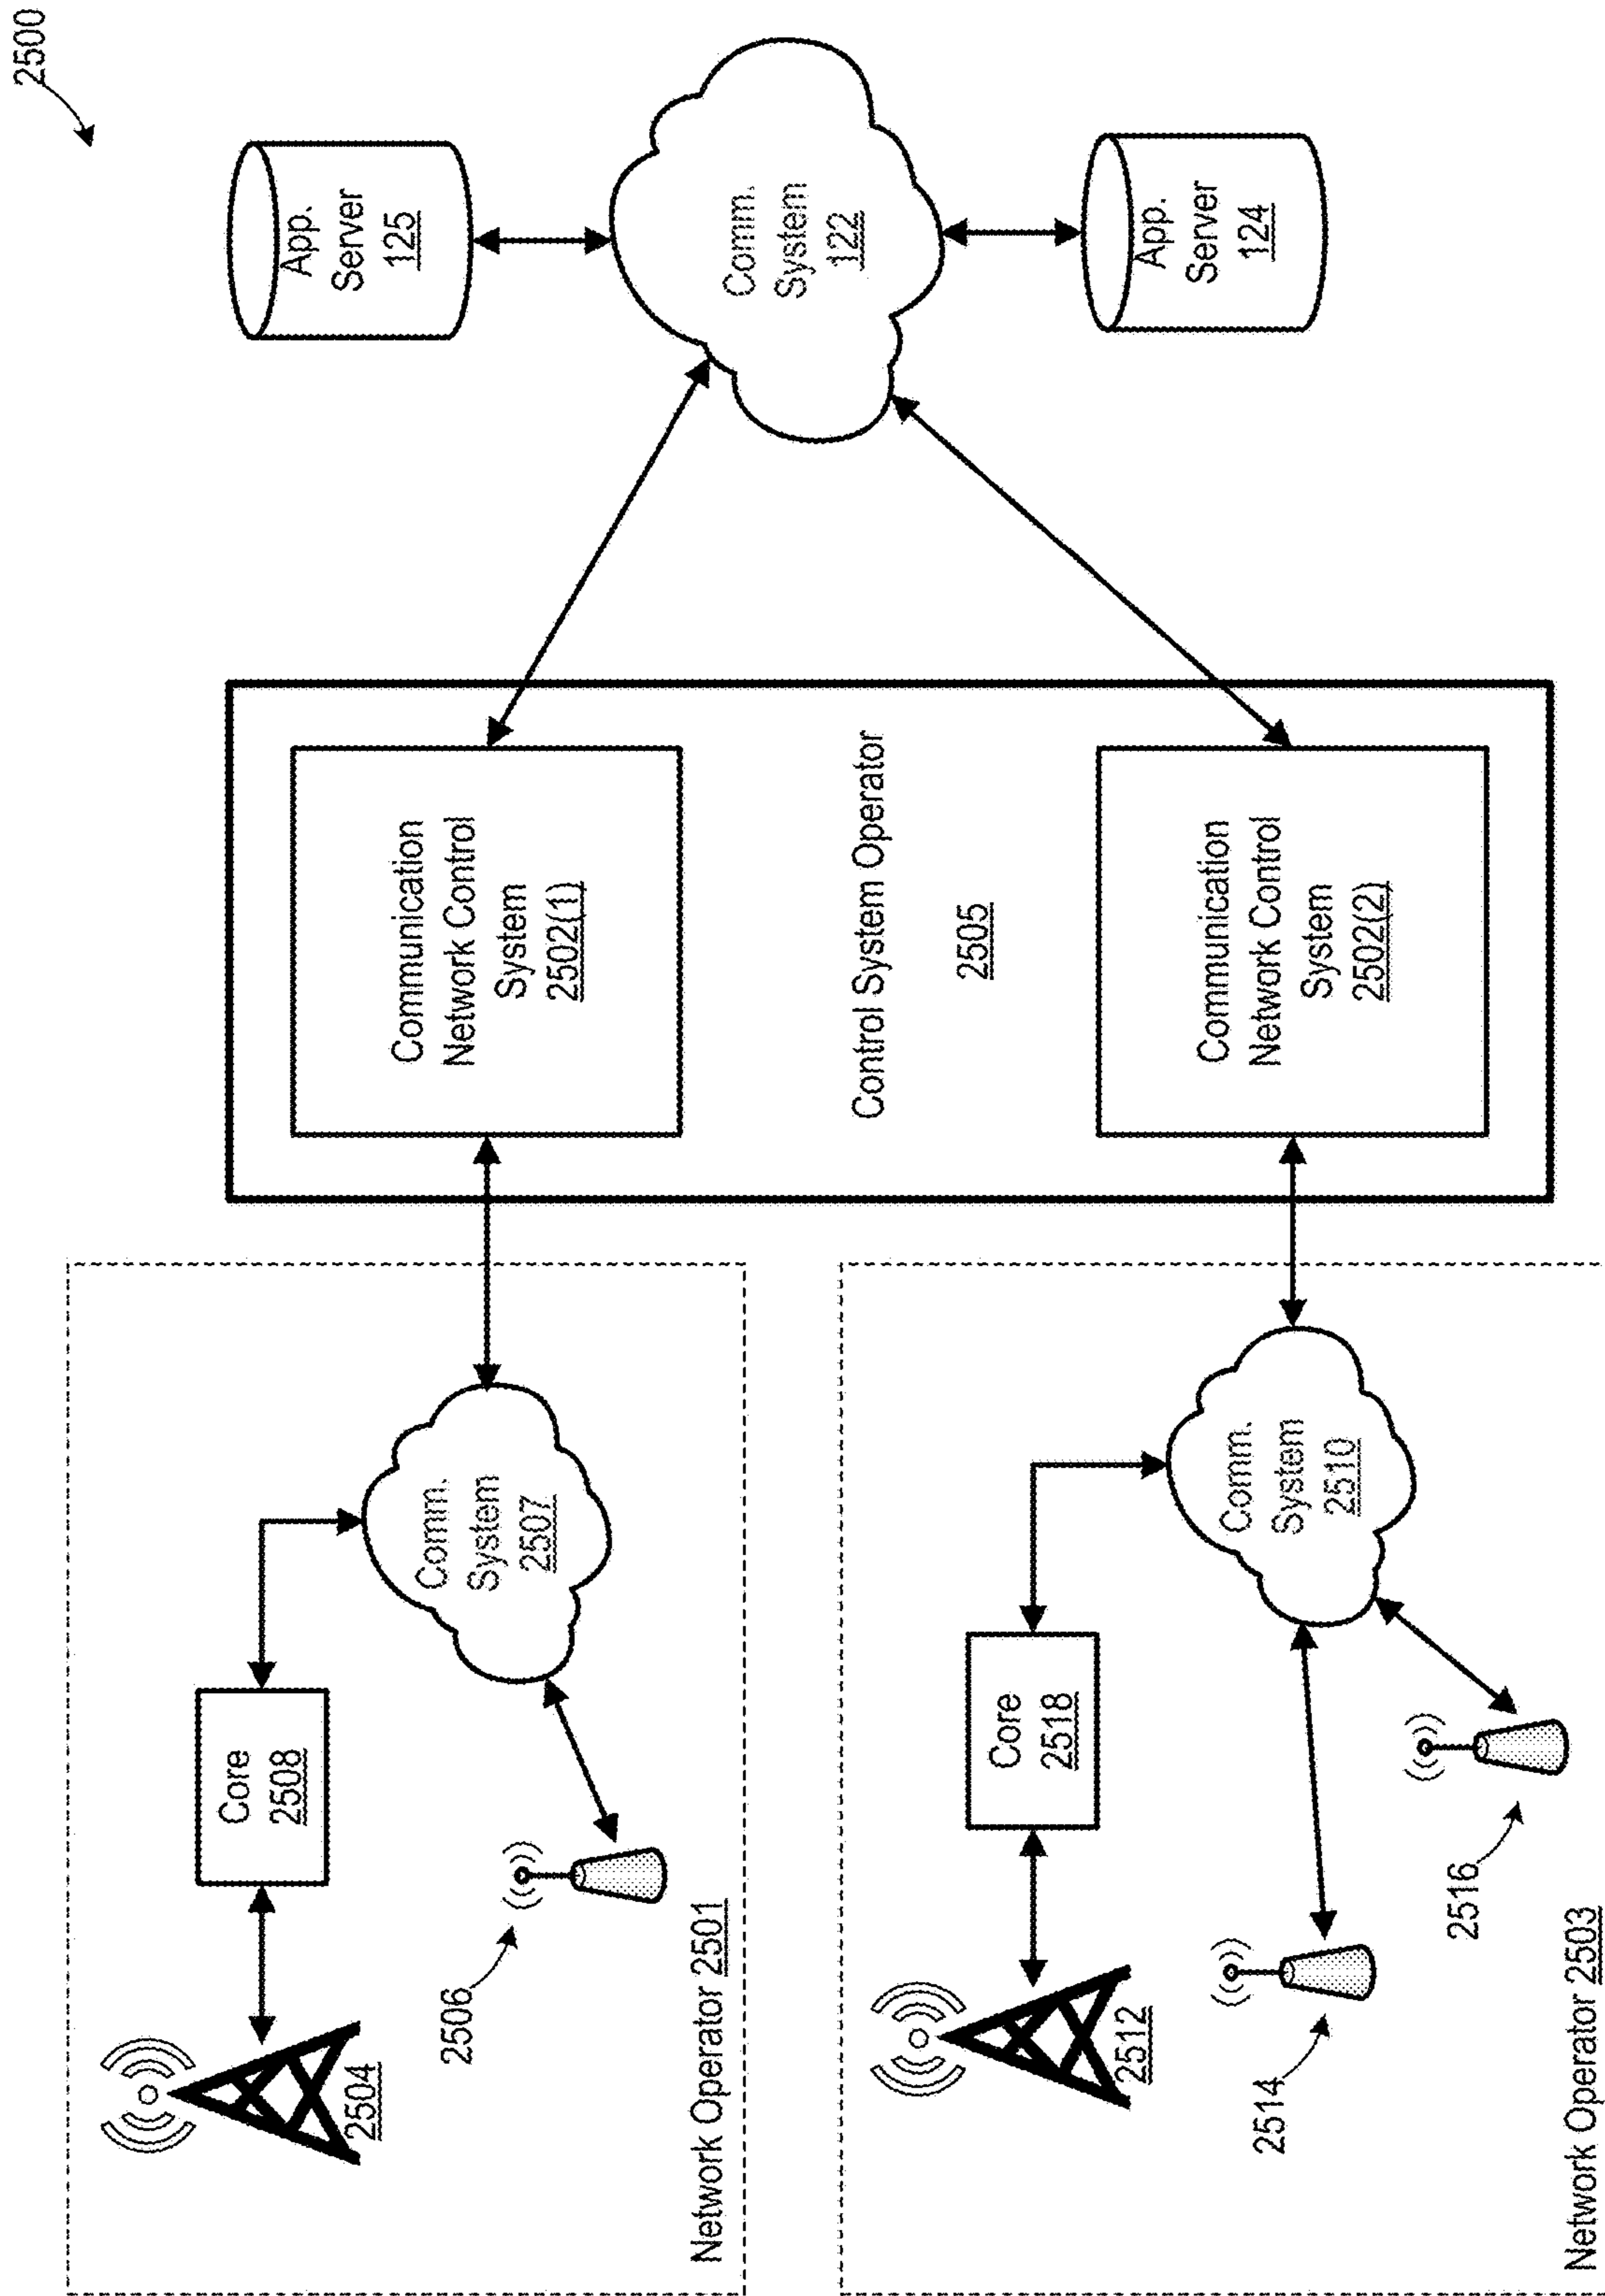 2500
2504
Core
2508
2506
Comm.
System
2507
Network Operator 2501
2512
Core
2518
2514
2516
Comm.
System
2510
Network Operator 2503
Communication
Network Control
System
2502(1)
Control System Operator
2505
Communication
Network Control
System
2502(2)
App.
Server
125
Comm.
System
122
App.
Server
124